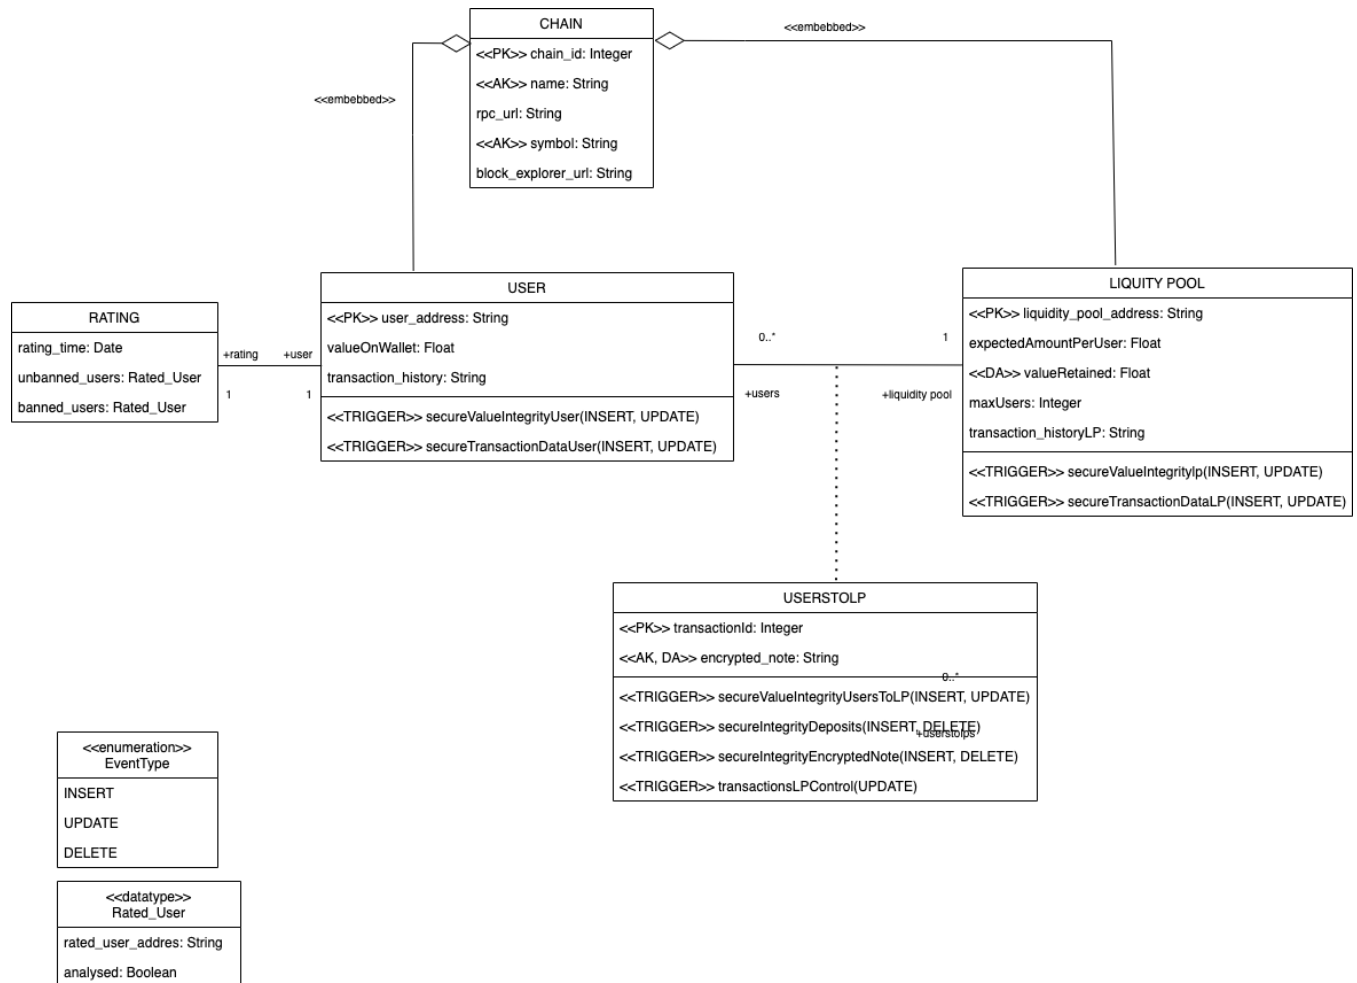 CHAIN
<<embebbed>>
<<PK>> chain_id: Integer
<<AK>> name: String
<<embebbed>>
rpc_url: String
<<AK>> symbol: String
block_explorer_url: String
RATING
rating_time: Date
unbanned_users: Rated_User
banned_users: Rated_User
+rating
+user
1
1
USER
<<PK>> user_address: String
valueOnWallet: Float
transaction_history: String
<<TRIGGER>> secureValueIntegrityUser(INSERT, UPDATE)
<<TRIGGER>> secureTransactionDataUser(INSERT, UPDATE)
0..*
1
+users
+liquidity pool
LIQUITY POOL
<<PK>> liquidity_pool_address: String
expectedAmountPerUser: Float
<<DA>> valueRetained: Float
maxUsers: Integer
transaction_historyLP: String
<<TRIGGER>> secureValueIntegritylp(INSERT, UPDATE)
<<TRIGGER>> secureTransactionDataLP(INSERT, UPDATE)
USERSTOLP
<<PK>> transactionId: Integer
<<AK, DA>> encrypted_note: String
0..*
<<TRIGGER>> secureValueIntegrityUsersToLP(INSERT, UPDATE)
<<TRIGGER>> secureIntegrityDeposits(INSERT, DELETE)
+userstolps
<<TRIGGER>> secureIntegrityEncryptedNote(INSERT, DELETE)
<<TRIGGER>> transactionsLPControl(UPDATE)
<<enumeration>>
EventType
INSERT
UPDATE
DELETE
<<datatype>>
Rated_User
rated_user_addres: String
analysed: Boolean